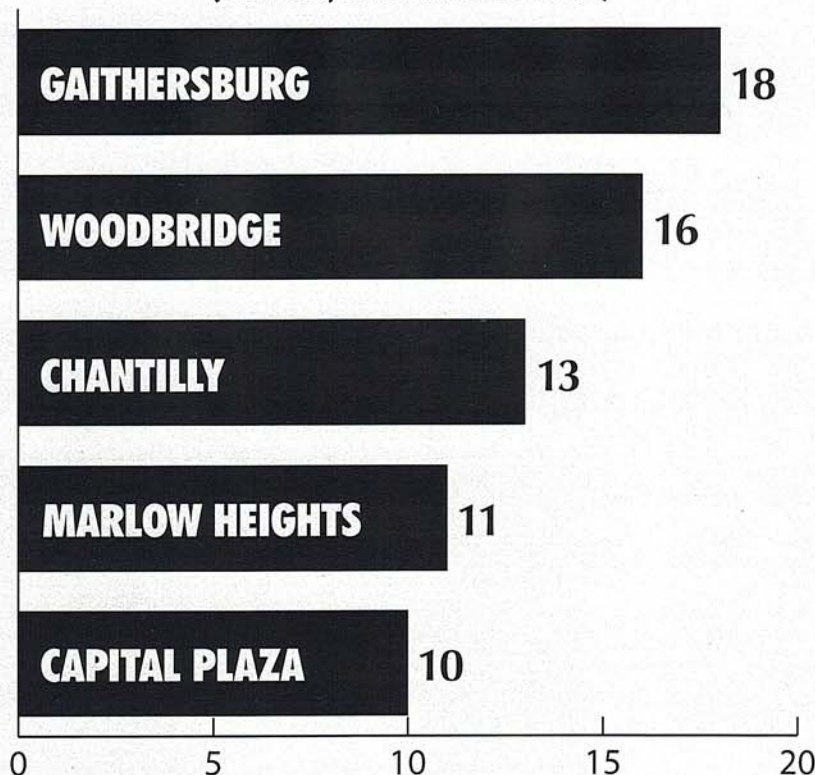 GAITHERSBURG 18
WOODBRIDGE 16
CHANTILLY 13
MARLOW HEIGHTS 11
CAPITAL PLAZA 10
0 5 10 15 20